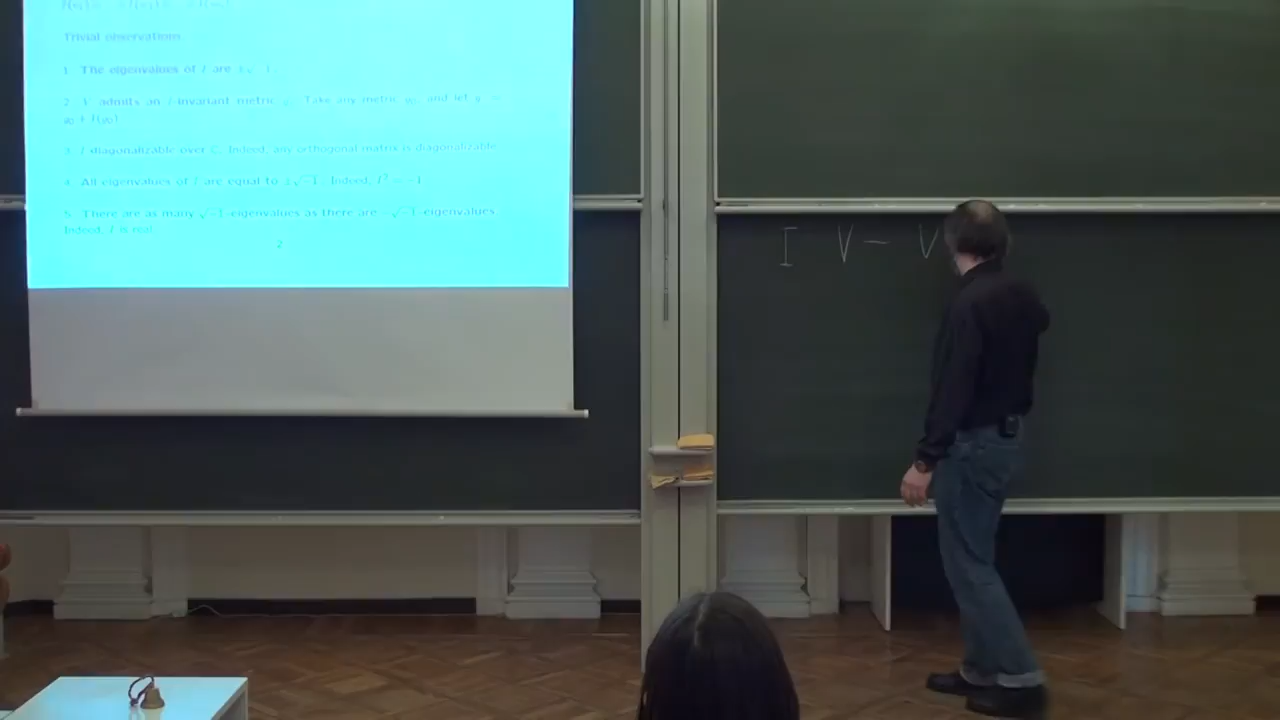 Trivial observations
1. The eigenvalues of I are ±√−1.
2. V admits an I-invariant metric g. Take any metric g₀, and let g :=
g₀ + I(g₀).
3. I diagonalizable over ℂ. Indeed, any orthogonal matrix is diagonalizable.
4. All eigenvalues of I are equal to ±√−1. Indeed, I² = −1.
5. There are as many √−1-eigenvalues as there are −√−1-eigenvalues.
Indeed, I is real.
2
I V — V